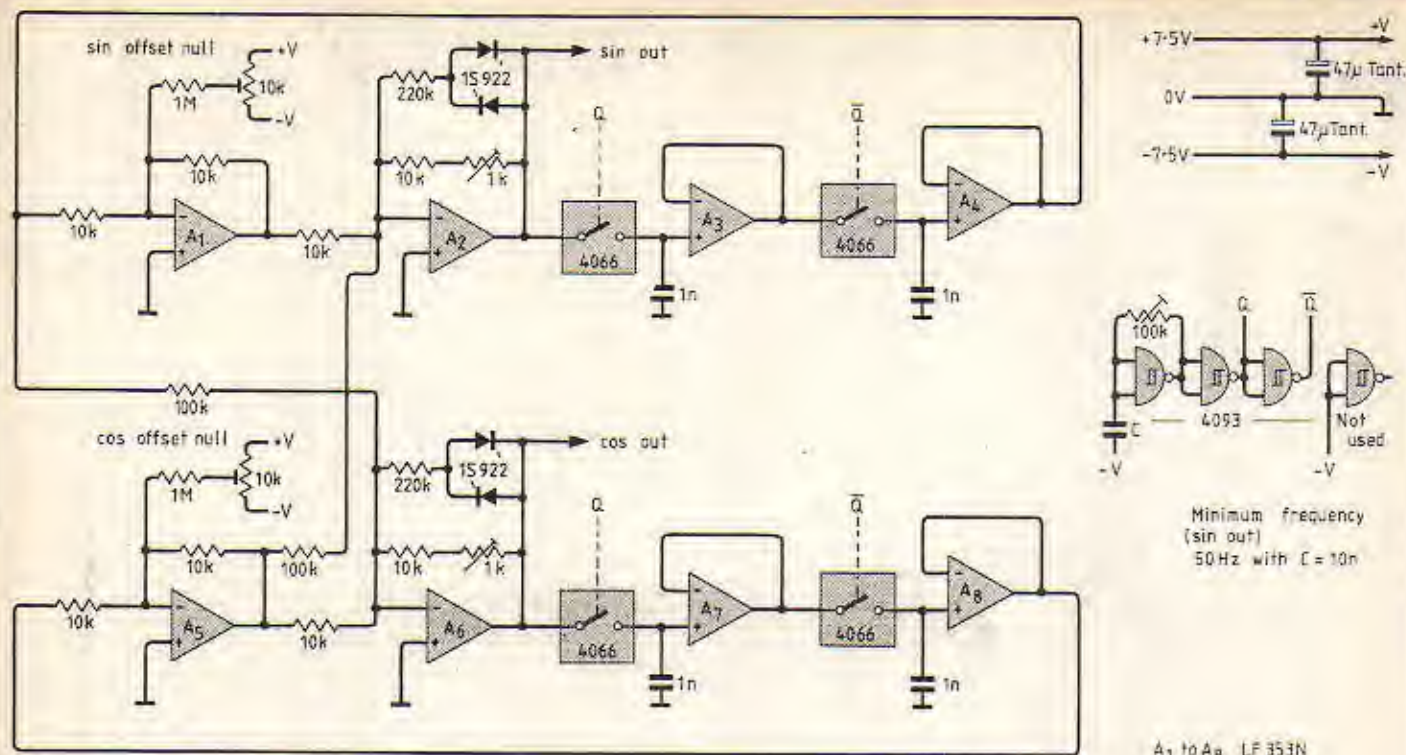 sin offset null
+V
10k
1M
-V
10k
10k
A1
10k
1S922
220k
sin out
10k
1k
A2
Q
4066
1n
A3
Q̅
4066
1n
A4
+7·5V
+V
47µ Tant.
0V
47µ Tant.
-7·5V
-V
100k
cos offset null
+V
10k
1M
-V
10k
100k
10k
A5
10k
1S922
220k
cos out
10k
1k
A6
Q
4066
1n
A7
Q̅
4066
1n
A8
100k
Q
Q̅
C
4093
Not
used
-V
-V
Minimum frequency
(sin out)
50Hz with C = 10n
A1 to A8 LF353N